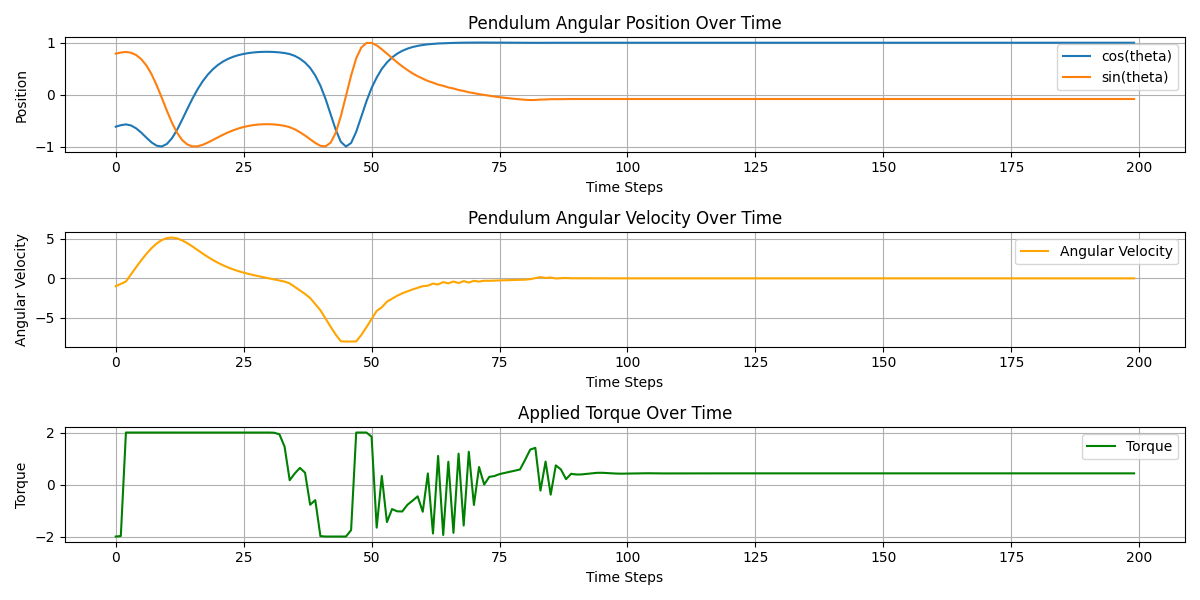 Pendulum Angular Position Over Time
1
0
−1
Position
cos(theta)
sin(theta)
0 25 50 75 100 125 150 175 200
Time Steps
Pendulum Angular Velocity Over Time
5
0
−5
Angular Velocity
Angular Velocity
0 25 50 75 100 125 150 175 200
Time Steps
Applied Torque Over Time
2
0
−2
Torque
Torque
0 25 50 75 100 125 150 175 200
Time Steps